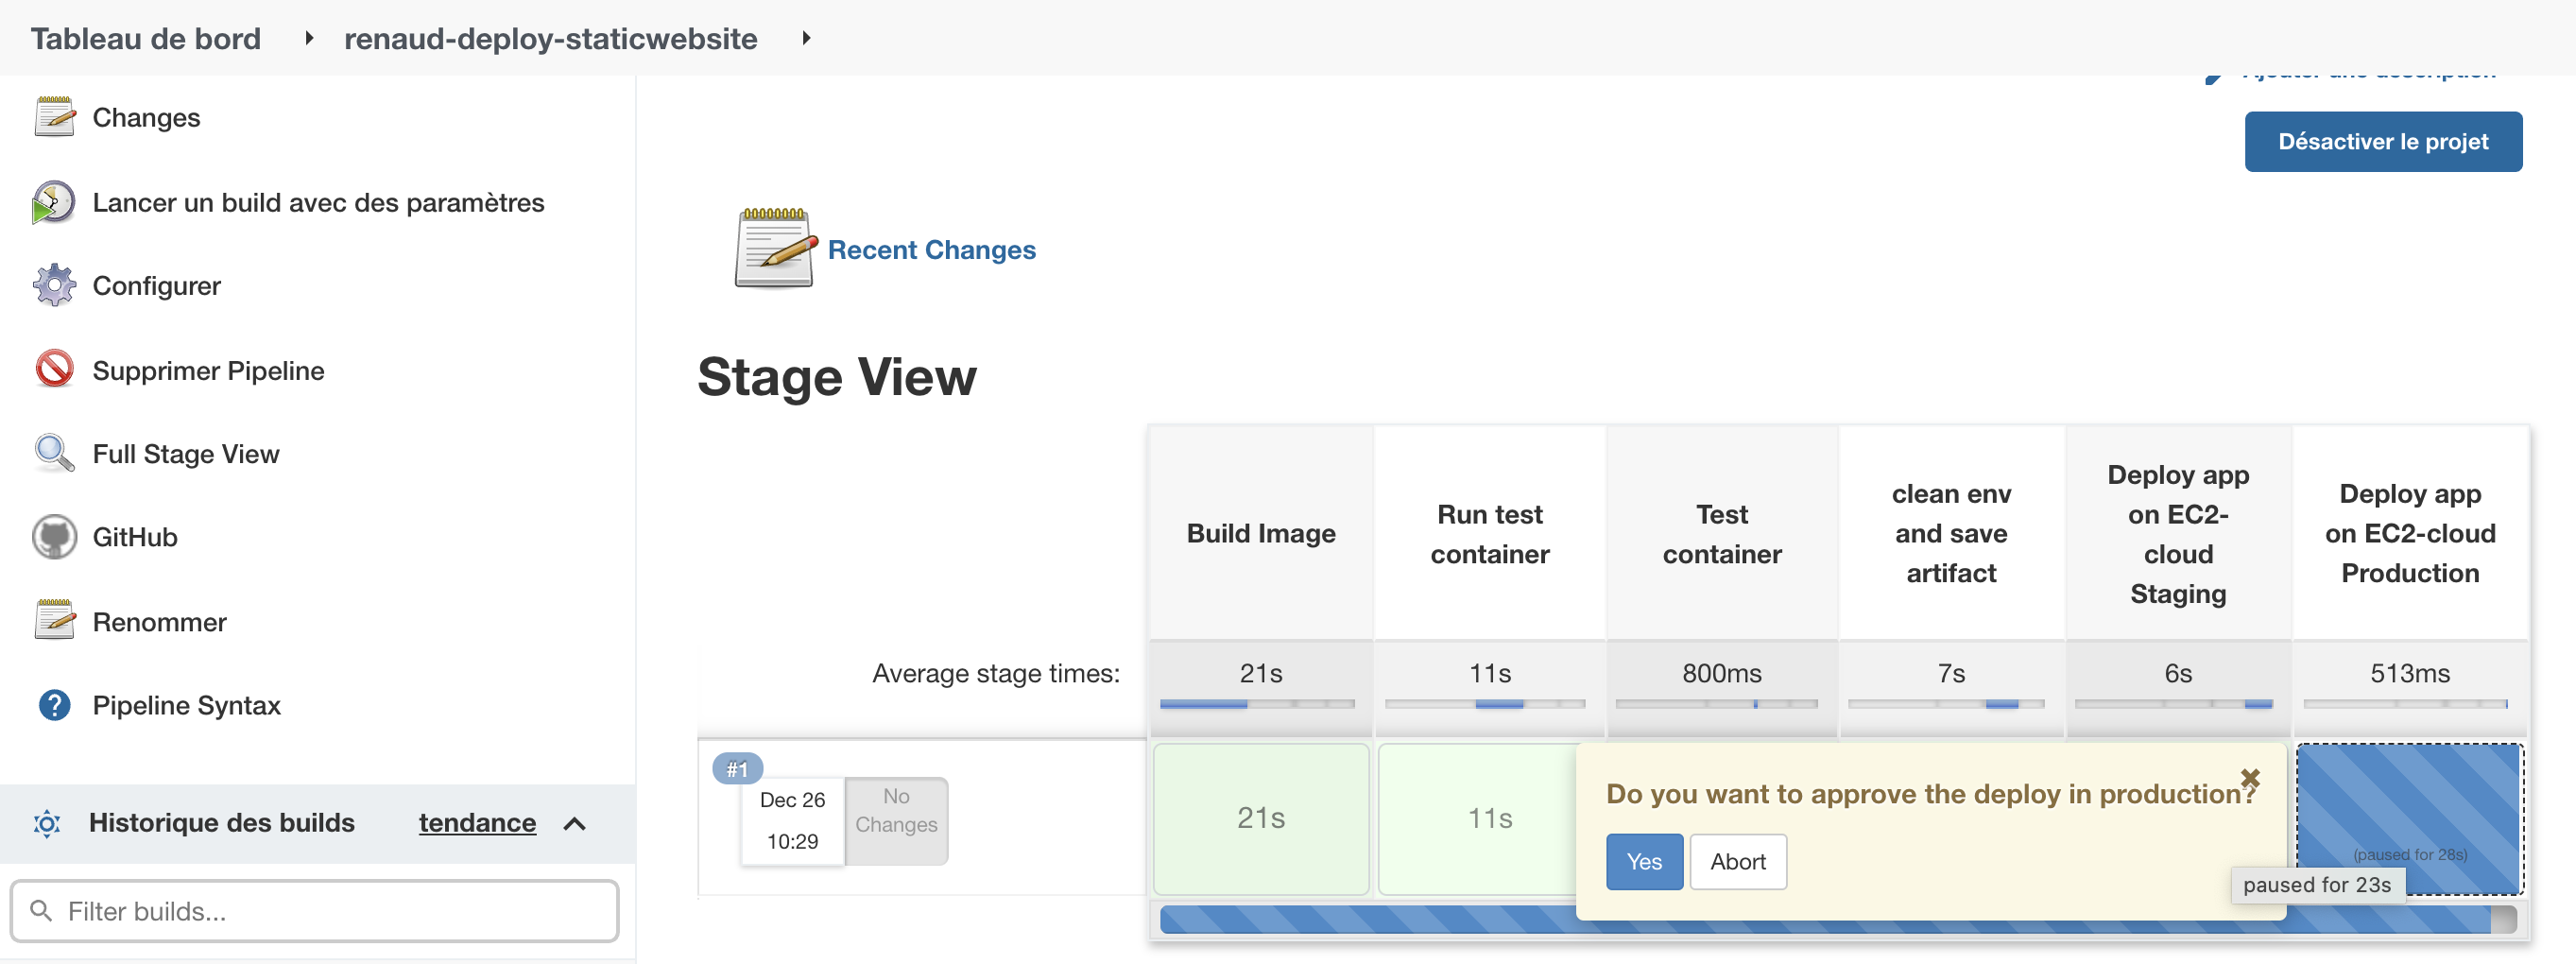 Tableau de bord
renaud-deploy-staticwebsite
Changes
Lancer un build avec des paramètres
Configurer
Supprimer Pipeline
Full Stage View
GitHub
Renommer
Pipeline Syntax
Historique des builds
tendance
Filter builds...
Ajouter une description
Désactiver le projet
Recent Changes
Stage View
Build Image
Run test
container
Test
container
clean env
and save
artifact
Deploy app
on EC2-
cloud
Staging
Deploy app
on EC2-cloud
Production
Average stage times:
21s
11s
800ms
7s
6s
513ms
#1
Dec 26
10:29
No
Changes
21s
11s
Do you want to approve the deploy in production?
Yes
Abort
(paused for 28s)
paused for 23s